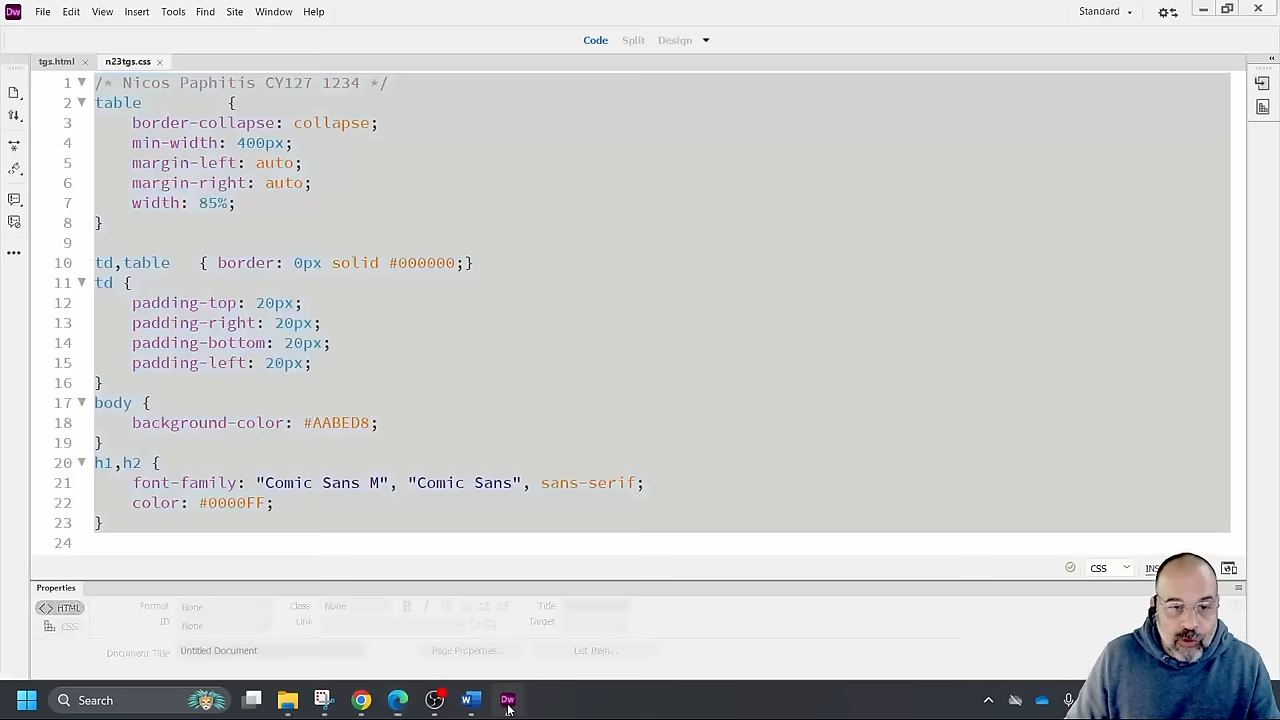 Dw File Edit View Insert Tools Find Site Window Help Standard
Code Split Design
tgs.html n23tgs.css
1 /* Nicos Paphitis CY127 1234 */
2 table {
3 border-collapse: collapse;
4 min-width: 400px;
5 margin-left: auto;
6 margin-right: auto;
7 width: 85%;
8 }
9
10 td,table { border: 0px solid #000000;}
11 td {
12 padding-top: 20px;
13 padding-right: 20px;
14 padding-bottom: 20px;
15 padding-left: 20px;
16 }
17 body {
18 background-color: #AABED8;
19 }
20 h1,h2 {
21 font-family: "Comic Sans M", "Comic Sans", sans-serif;
22 color: #0000FF;
23 }
24
CSS INS
Properties
<> HTML Format None Class None B I Title
CSS ID None Link Target
Document Title Untitled Document Page Properties... List Item...
Search W Dw